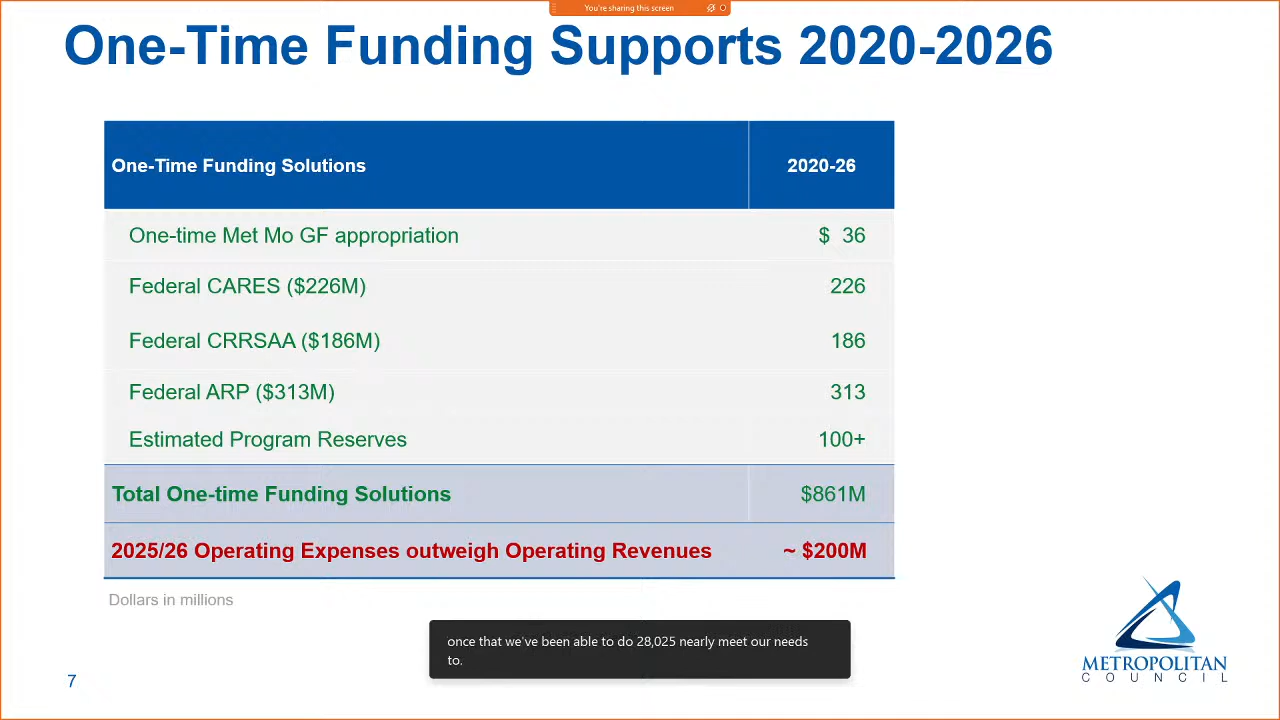 You're sharing this screen
One-Time Funding Supports 2020-2026
One-Time Funding Solutions 2020-26
One-time Met Mo GF appropriation $ 36
Federal CARES ($226M) 226
Federal CRRSAA ($186M) 186
Federal ARP ($313M) 313
Estimated Program Reserves 100+
Total One-time Funding Solutions $861M
2025/26 Operating Expenses outweigh Operating Revenues ~ $200M
Dollars in millions
once that we've been able to do 28,025 nearly meet our needs
to.
7
METROPOLITAN
COUNCIL